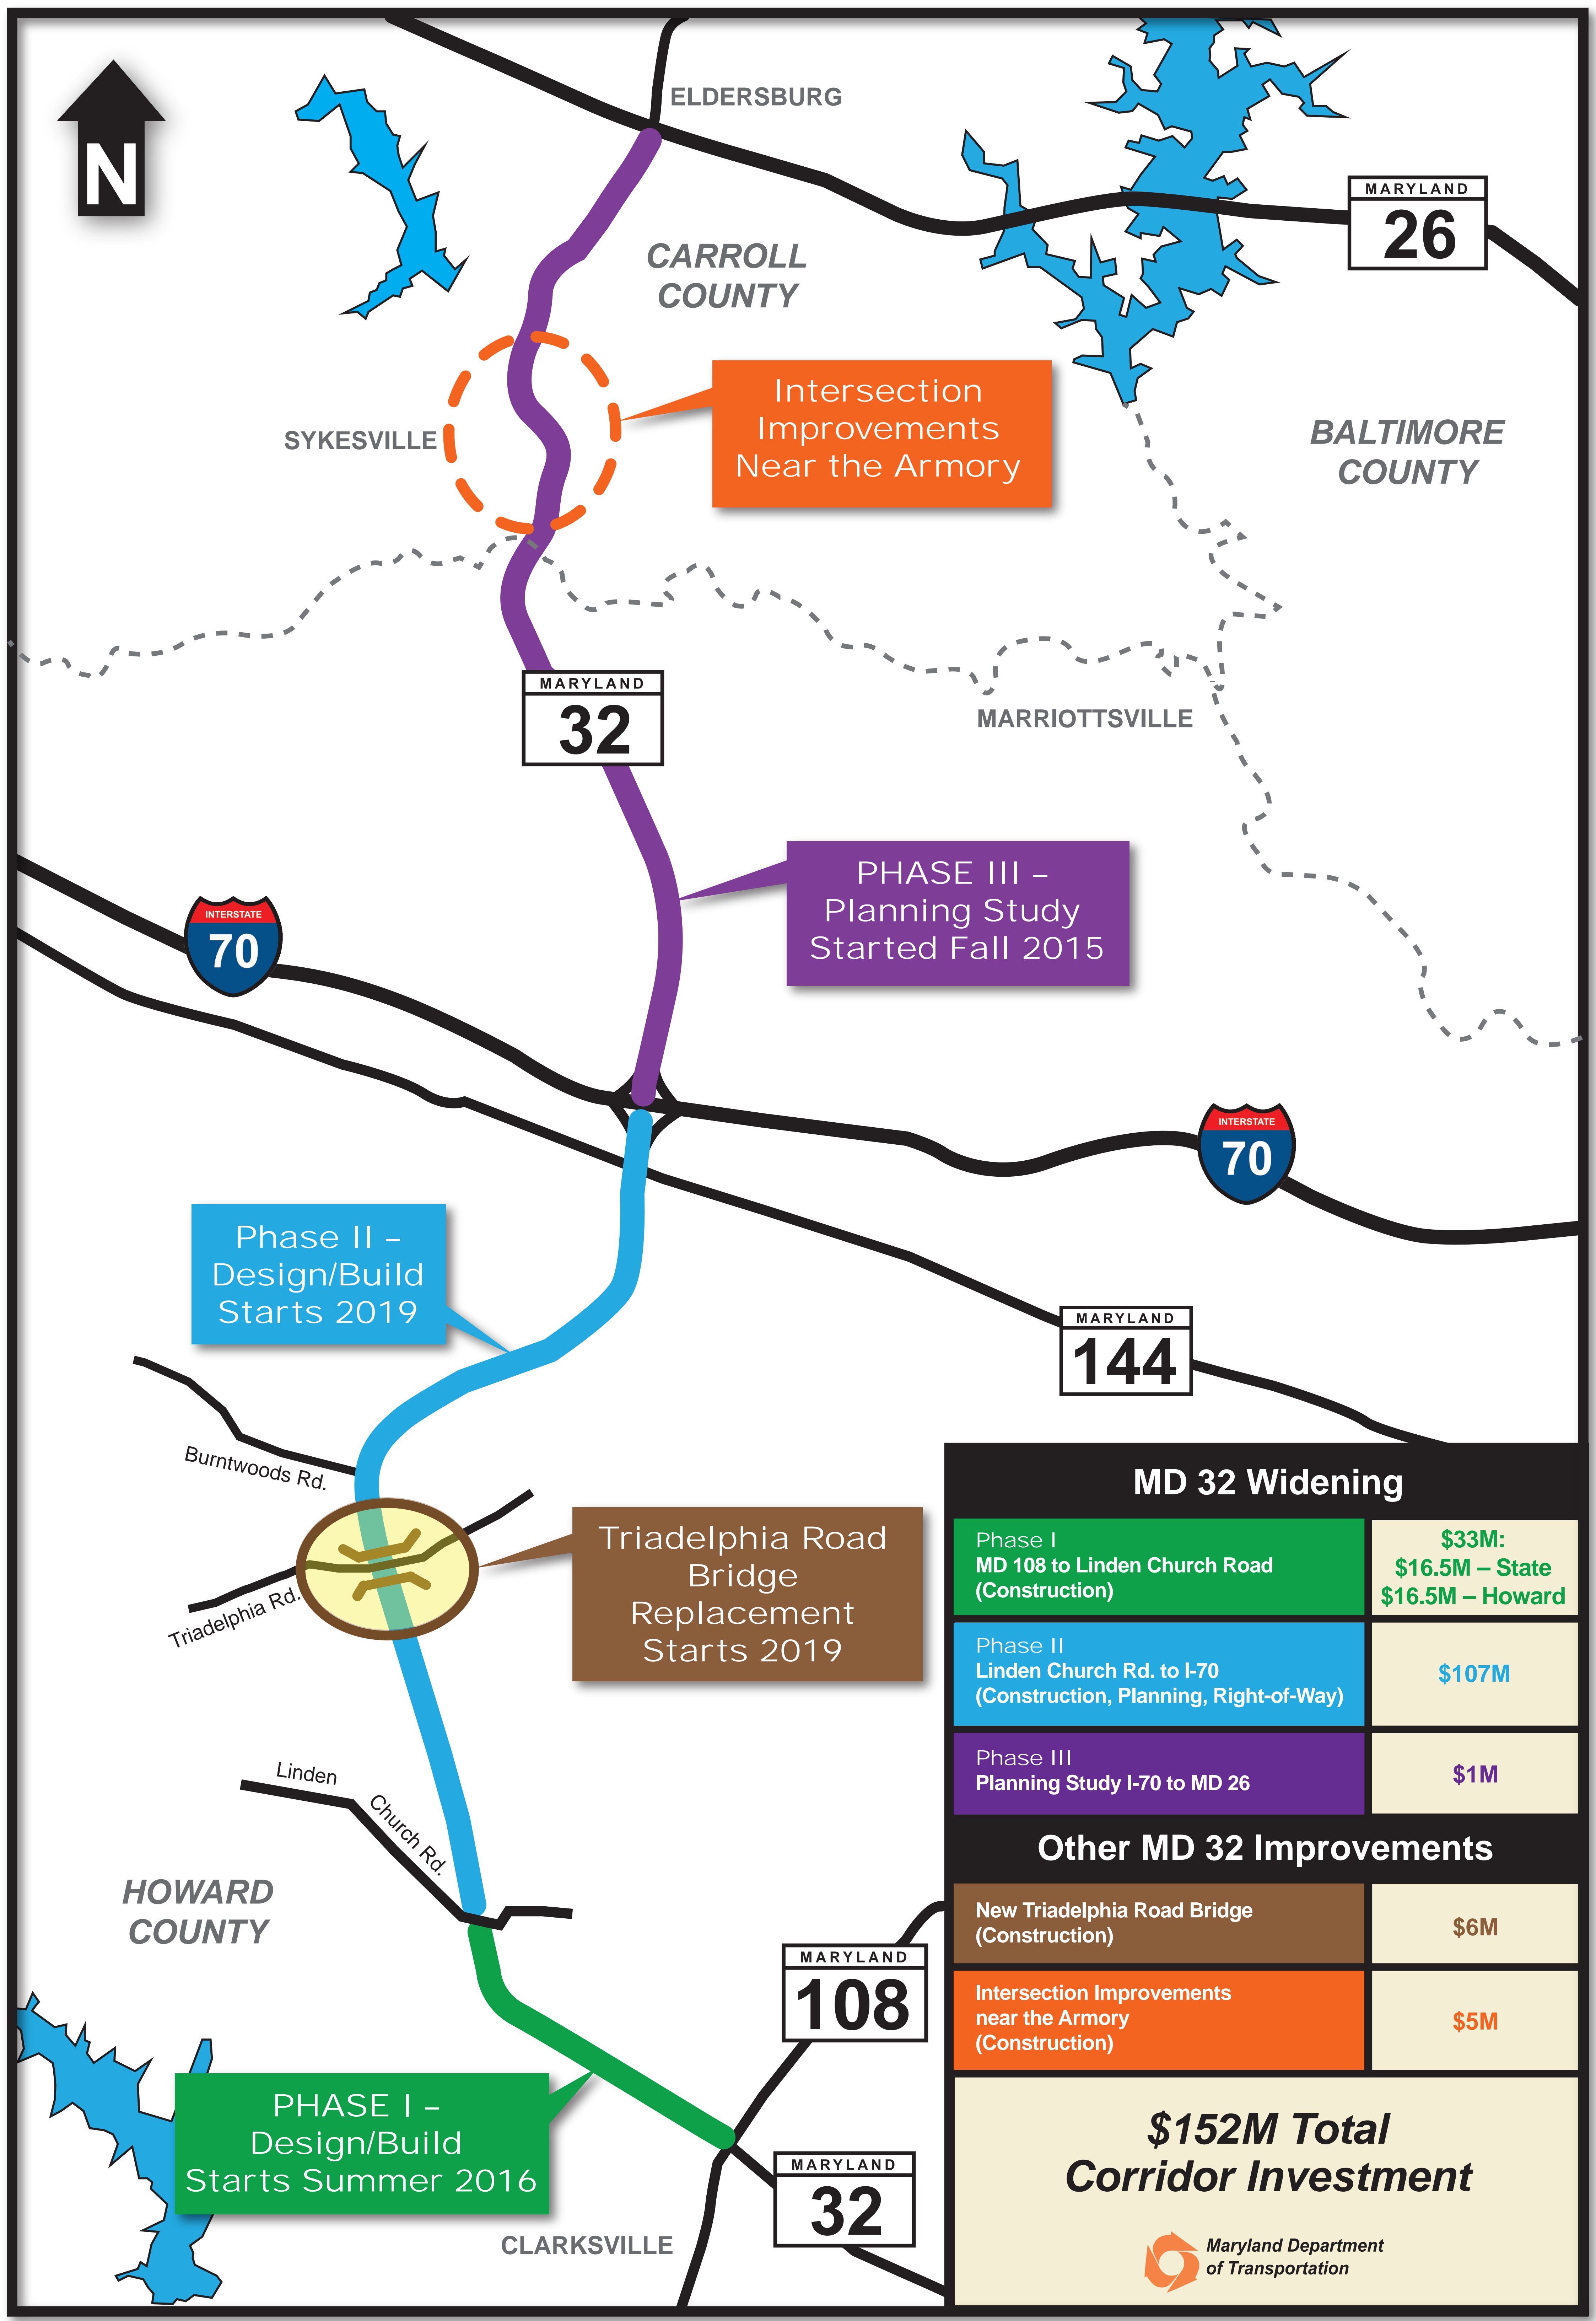 N
ELDERSBURG
MARYLAND
26
CARROLL
COUNTY
Intersection
Improvements
Near the Armory
SYKESVILLE
BALTIMORE
COUNTY
MARYLAND
32
MARRIOTTSVILLE
PHASE III –
Planning Study
Started Fall 2015
INTERSTATE
70
INTERSTATE
70
Phase II –
Design/Build
Starts 2019
MARYLAND
144
Burntwoods Rd.
Triadelphia Road
Bridge
Replacement
Starts 2019
Triadelphia Rd.
Linden
Church Rd.
HOWARD
COUNTY
MARYLAND
108
PHASE I –
Design/Build
Starts Summer 2016
MARYLAND
32
CLARKSVILLE
MD 32 Widening
Phase I
MD 108 to Linden Church Road
(Construction)
$33M:
$16.5M – State
$16.5M – Howard
Phase II
Linden Church Rd. to I-70
(Construction, Planning, Right-of-Way)
$107M
Phase III
Planning Study I-70 to MD 26
$1M
Other MD 32 Improvements
New Triadelphia Road Bridge
(Construction)
$6M
Intersection Improvements
near the Armory
(Construction)
$5M
$152M Total
Corridor Investment
Maryland Department
of Transportation